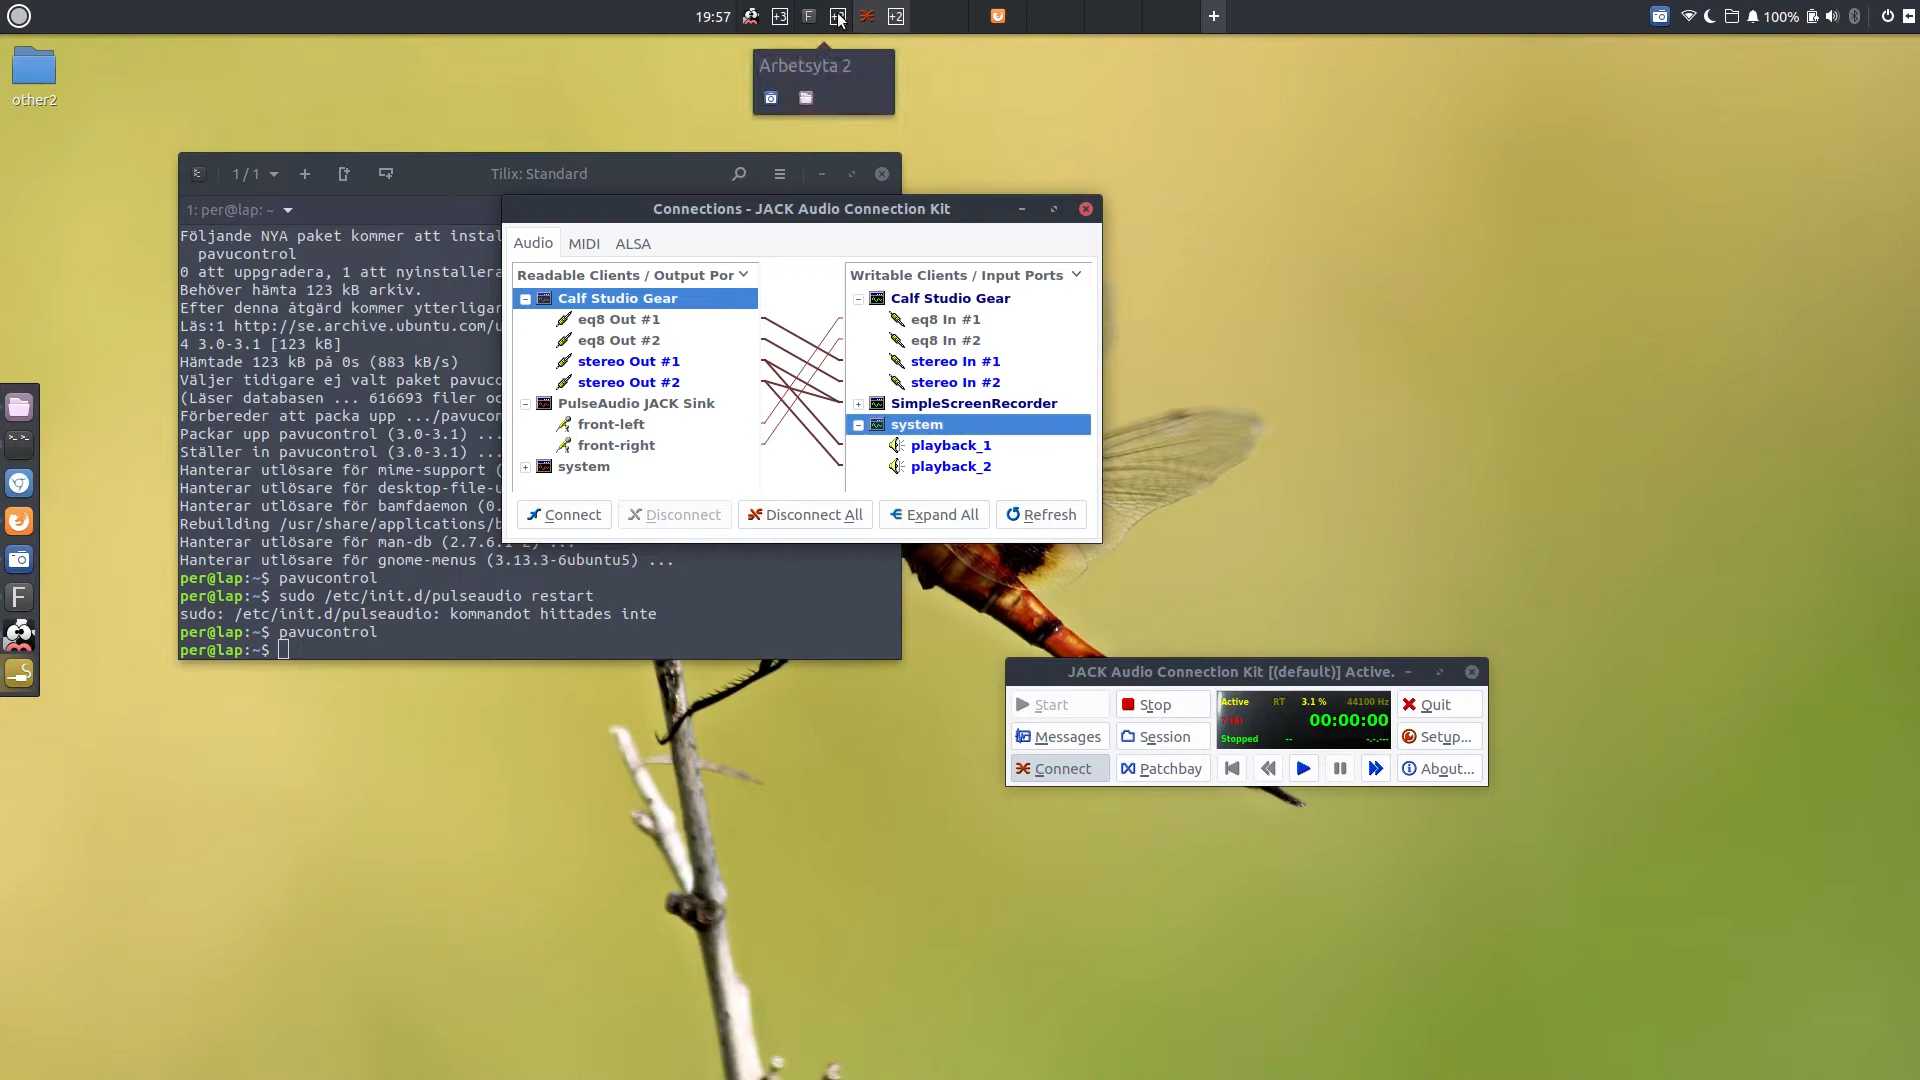 19:57
+3
F
+2
100%
Arbetsyta 2
other2
1 / 1
Tilix: Standard
1: per@lap: ~
Följande NYA paket kommer att instal
pavucontrol
0 att uppgradera, 1 att nyinstallera
Behöver hämta 123 kB arkiv.
Efter denna åtgärd kommer ytterligar
Läs:1 http://se.archive.ubuntu.com/u
4 3.0-3.1 [123 kB]
Hämtade 123 kB på 0s (883 kB/s)
Väljer tidigare ej valt paket pavuco
(Läser databasen ... 616693 filer oc
Förbereder att packa upp .../pavucon
Packar upp pavucontrol (3.0-3.1) ...
Ställer in pavucontrol (3.0-3.1) ...
Hanterar utlösare för mime-support (
Hanterar utlösare för desktop-file-u
Hanterar utlösare för bamfdaemon (0.
Rebuilding /usr/share/applications/b
Hanterar utlösare för man-db (2.7.6.1-2) ...
Hanterar utlösare för gnome-menus (3.13.3-6ubuntu5) ...
per@lap:~$ pavucontrol
per@lap:~$ sudo /etc/init.d/pulseaudio restart
sudo: /etc/init.d/pulseaudio: kommandot hittades inte
per@lap:~$ pavucontrol
per@lap:~$
Connections - JACK Audio Connection Kit
Audio MIDI ALSA
Readable Clients / Output Por
Calf Studio Gear
eq8 Out #1
eq8 Out #2
stereo Out #1
stereo Out #2
PulseAudio JACK Sink
front-left
front-right
system
Writable Clients / Input Ports
Calf Studio Gear
eq8 In #1
eq8 In #2
stereo In #1
stereo In #2
SimpleScreenRecorder
system
playback_1
playback_2
Connect Disconnect Disconnect All Expand All Refresh
JACK Audio Connection Kit [(default)] Active.
Start Stop
Active RT 3.1 % 44100 Hz
00:00:00
Stopped -- -.-.---
Quit
Messages Session Setup...
Connect Patchbay About...
F